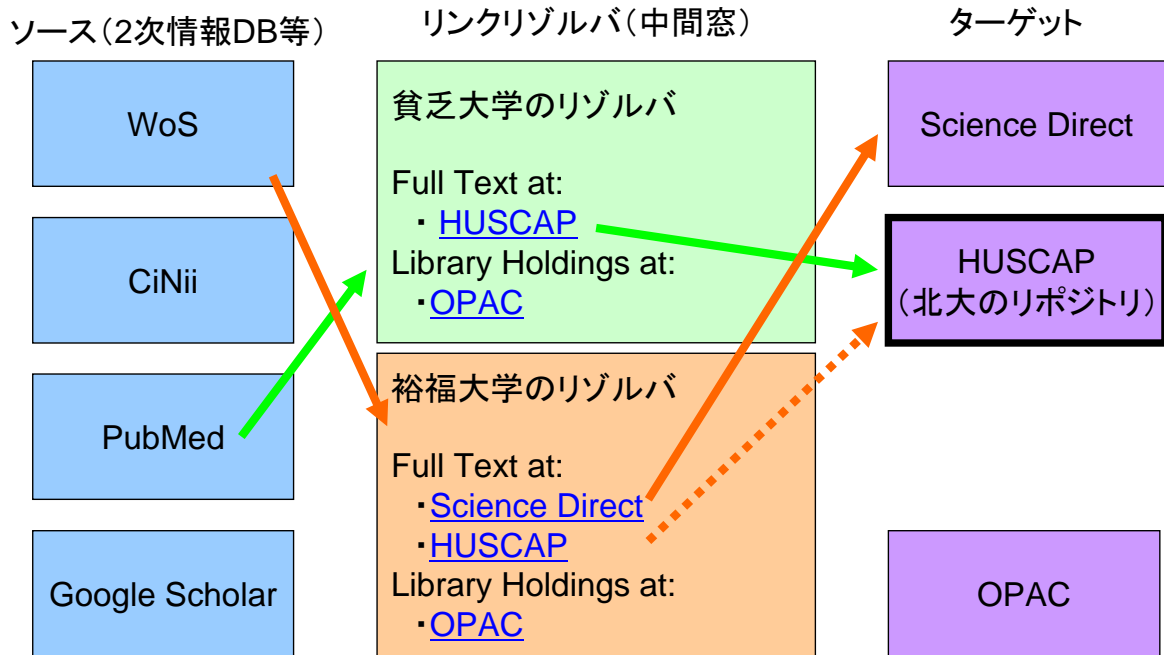 ソース(2次情報DB等)
リンクリゾルバ(中間窓)
ターゲット
WoS
CiNii
PubMed
Google Scholar
貧乏大学のリゾルバ
Full Text at:
・HUSCAP
Library Holdings at:
・OPAC
裕福大学のリゾルバ
Full Text at:
・Science Direct
・HUSCAP
Library Holdings at:
・OPAC
Science Direct
HUSCAP
(北大のリポジトリ)
OPAC